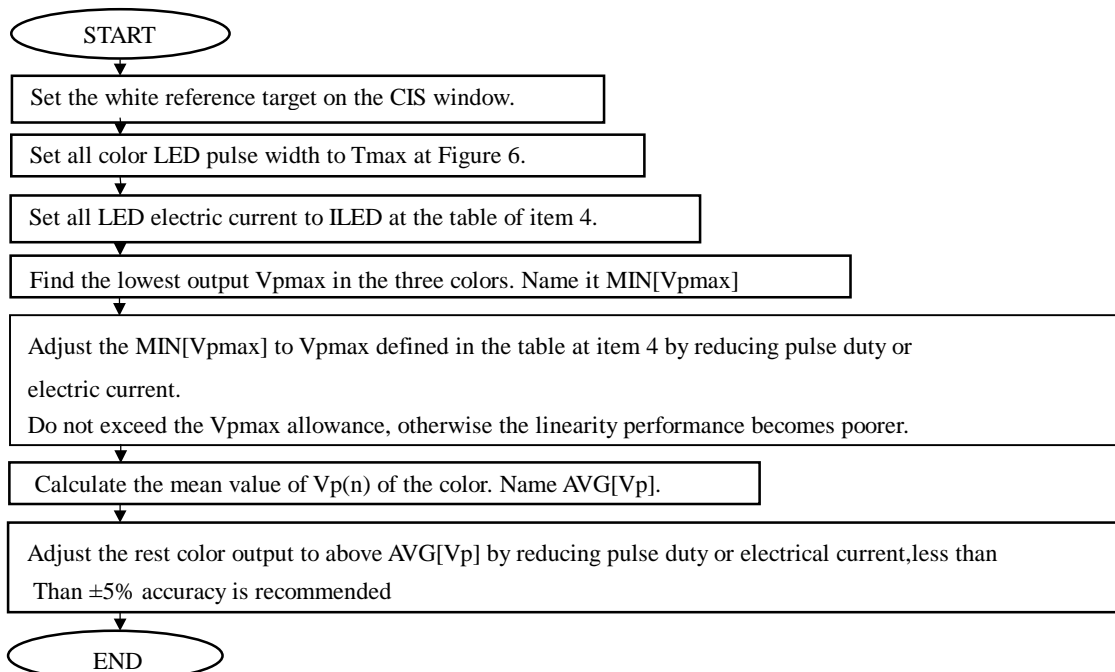 START
Set the white reference target on the CIS window.
Set all color LED pulse width to Tmax at Figure 6.
Set all LED electric current to ILED at the table of item 4.
Find the lowest output Vpmax in the three colors. Name it MIN[Vpmax]
Adjust the MIN[Vpmax] to Vpmax defined in the table at item 4 by reducing pulse duty or
electric current.
Do not exceed the Vpmax allowance, otherwise the linearity performance becomes poorer.
Calculate the mean value of Vp(n) of the color. Name AVG[Vp].
Adjust the rest color output to above AVG[Vp] by reducing pulse duty or electrical current,less than
Than ±5% accuracy is recommended
END